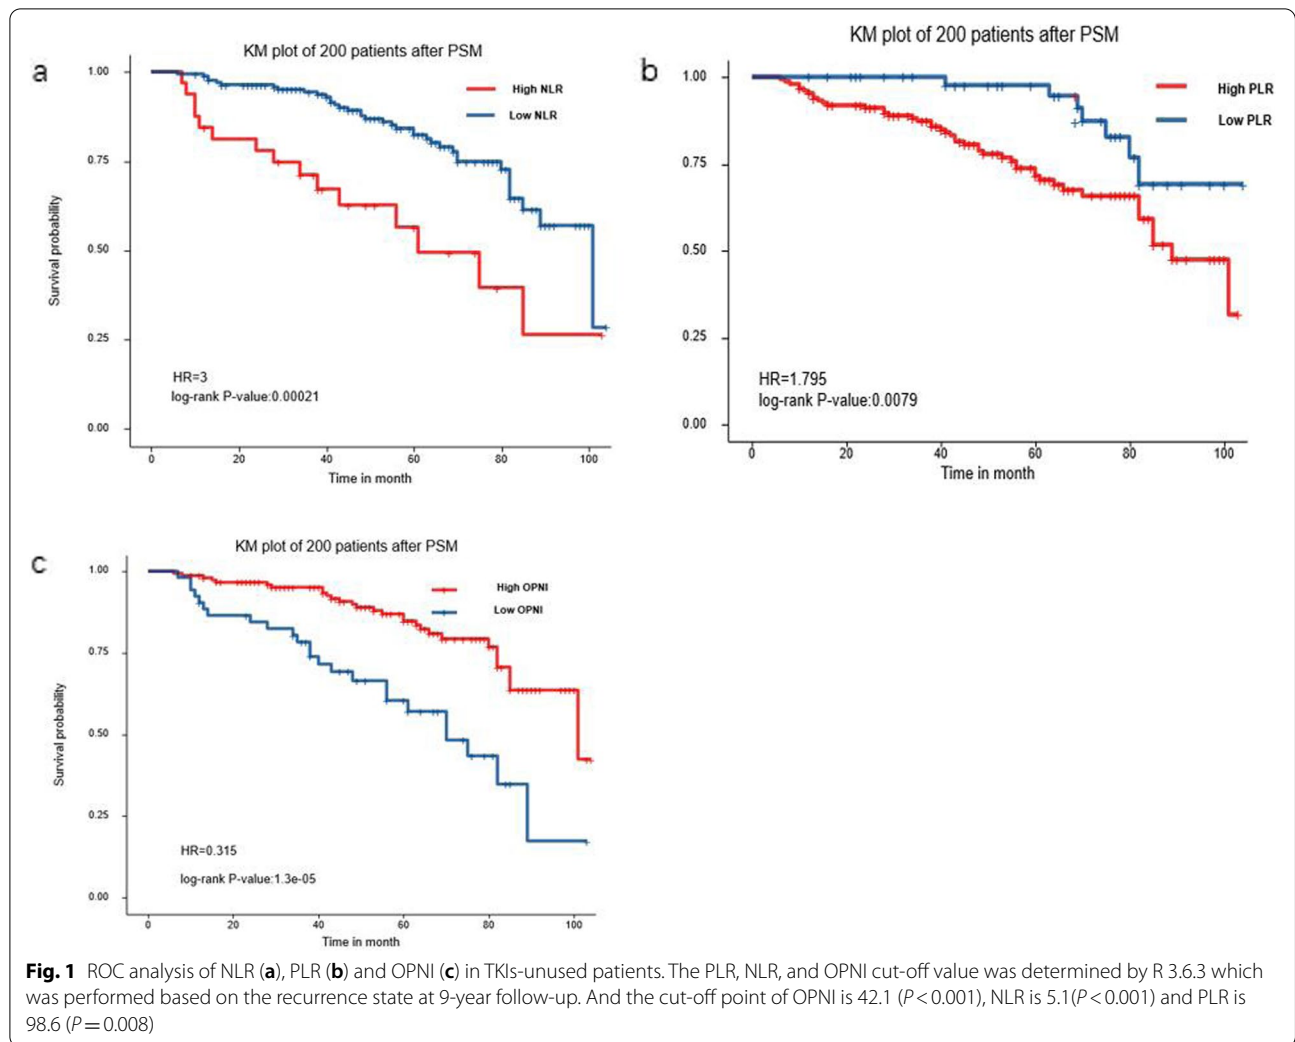 a
KM plot of 200 patients after PSM
High NLR
Low NLR
1.00
0.75
0.50
0.25
0.00
Survival probability
HR=3
log-rank P-value:0.00021
0 20 40 60 80 100
Time in month
b
KM plot of 200 patients after PSM
High PLR
Low PLR
1.00
0.75
0.50
0.25
0.00
HR=1.795
log-rank P-value:0.0079
0 20 40 60 80 100
Time in month
c
KM plot of 200 patients after PSM
High OPNI
Low OPNI
1.00
0.75
0.50
0.25
0.00
Survival probability
HR=0.315
log-rank P-value:1.3e-05
0 20 40 60 80 100
Time in month
Fig. 1 ROC analysis of NLR (a), PLR (b) and OPNI (c) in TKIs-unused patients. The PLR, NLR, and OPNI cut-off value was determined by R 3.6.3 which
was performed based on the recurrence state at 9-year follow-up. And the cut-off point of OPNI is 42.1 (P < 0.001), NLR is 5.1(P < 0.001) and PLR is
98.6 (P = 0.008)